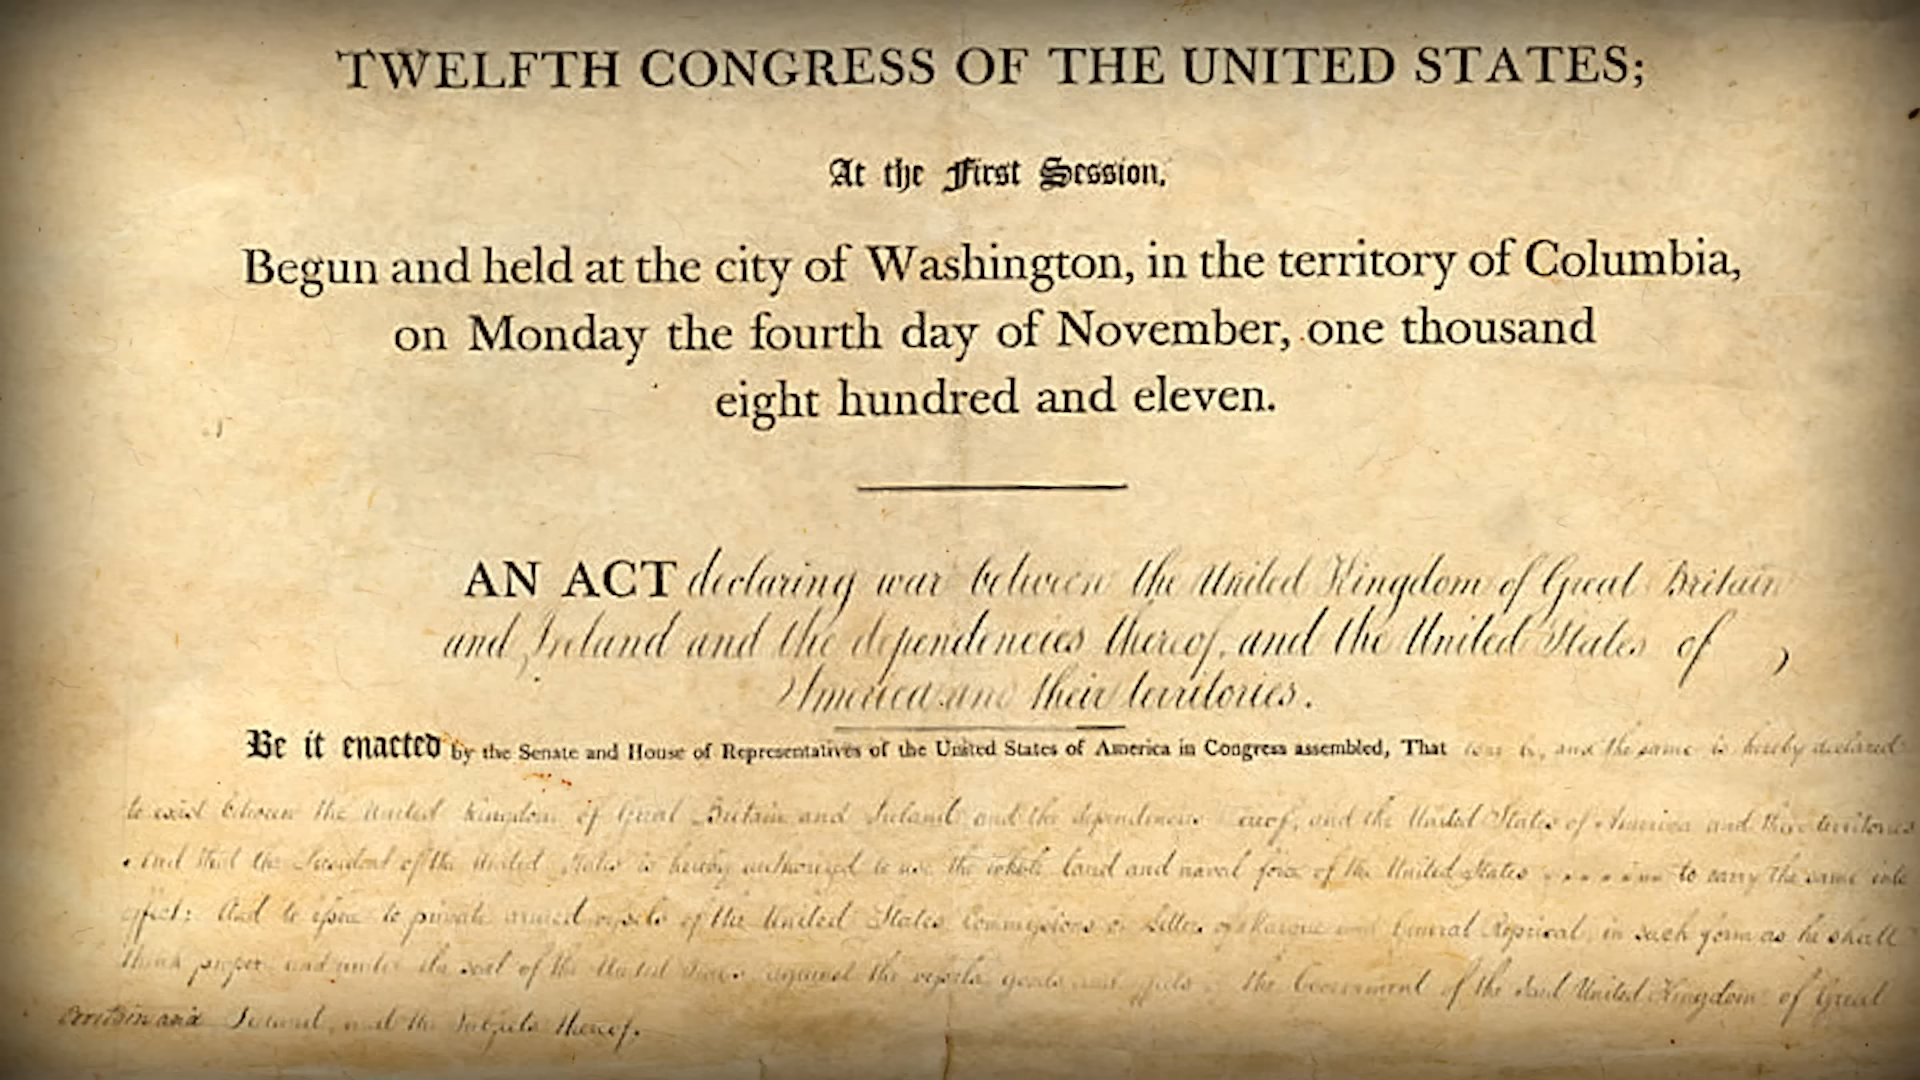 TWELFTH CONGRESS OF THE UNITED STATES;
At the First Session,
Begun and held at the city of Washington, in the territory of Columbia,
on Monday the fourth day of November, one thousand
eight hundred and eleven.
AN ACT declaring war between the United Kingdom of Great Britain
and Ireland and the dependencies thereof, and the United States of
America and their territories.
Be it enacted by the Senate and House of Representatives of the United States of America in Congress assembled, That war be, and the same is hereby declared
to exist between the United Kingdom of Great Britain and Ireland and the dependencies thereof, and the United States of America and their territories
And that the President of the United States is hereby authorized to use the whole land and naval force of the United States to carry the same into
effect: And to issue to private armed vessels of the United States Commissions or Letters of Marque and General Reprisal, in such form as he shall
think proper and under the seal of the United States, against the vessels, goods and effects of the Government of the said United Kingdom of Great
Britain and Ireland, and the Subjects thereof.